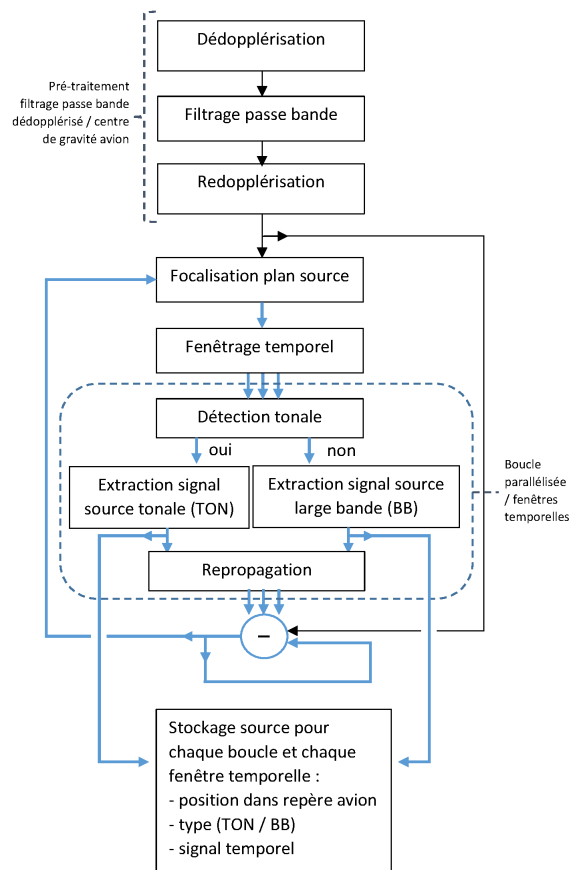 Dédopplérisation
Pré-traitement
filtrage passe bande
dédopplérisé / centre
de gravité avion
Filtrage passe bande
Redopplérisation
Focalisation plan source
Fenêtrage temporel
Détection tonale
oui
non
Extraction signal
source tonale (TON)
Extraction signal source
large bande (BB)
Boucle
parallélisée
/ fenêtres
temporelles
Repropagation
–
Stockage source pour
chaque boucle et chaque
fenêtre temporelle :
- position dans repère avion
- type (TON / BB)
- signal temporel